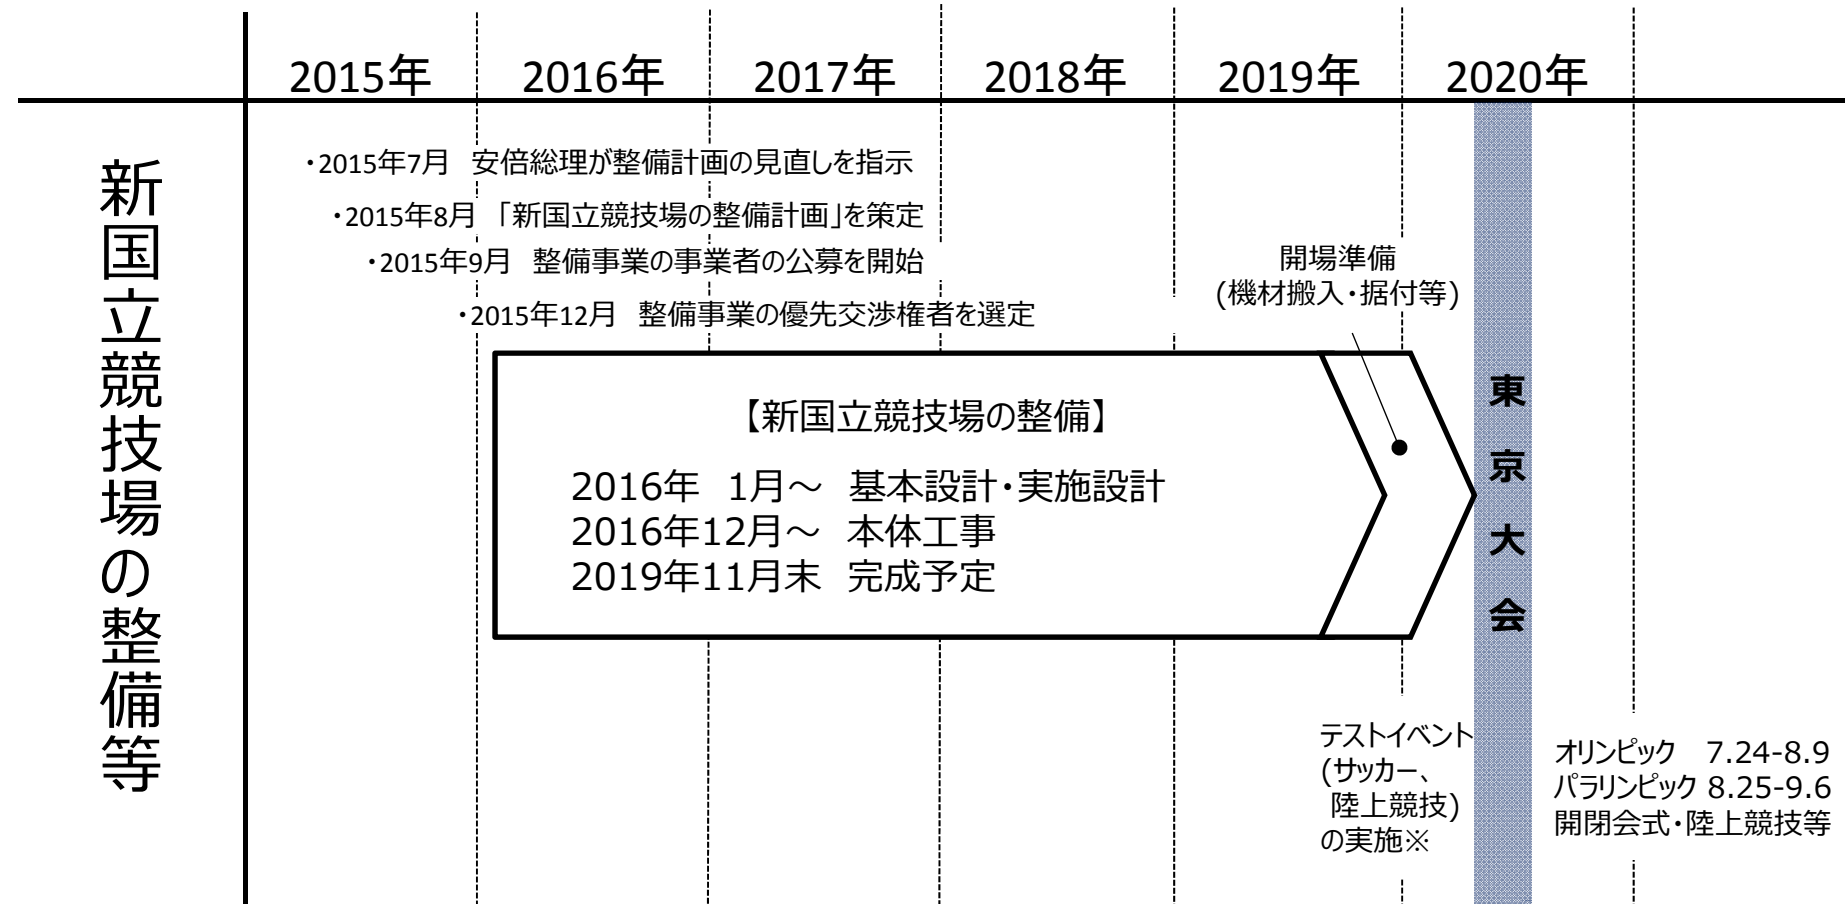 2015年 2016年 2017年 2018年 2019年 2020年
新国立競技場の整備等
・2015年7月 安倍総理が整備計画の見直しを指示
・2015年8月 「新国立競技場の整備計画」を策定
・2015年9月 整備事業の事業者の公募を開始
・2015年12月 整備事業の優先交渉権者を選定
開場準備
(機材搬入・据付等)
【新国立競技場の整備】
2016年 1月～ 基本設計・実施設計
2016年12月～ 本体工事
2019年11月末 完成予定
東京大会
テストイベント
(サッカー、
陸上競技)
の実施※
オリンピック 7.24-8.9
パラリンピック 8.25-9.6
開閉会式・陸上競技等